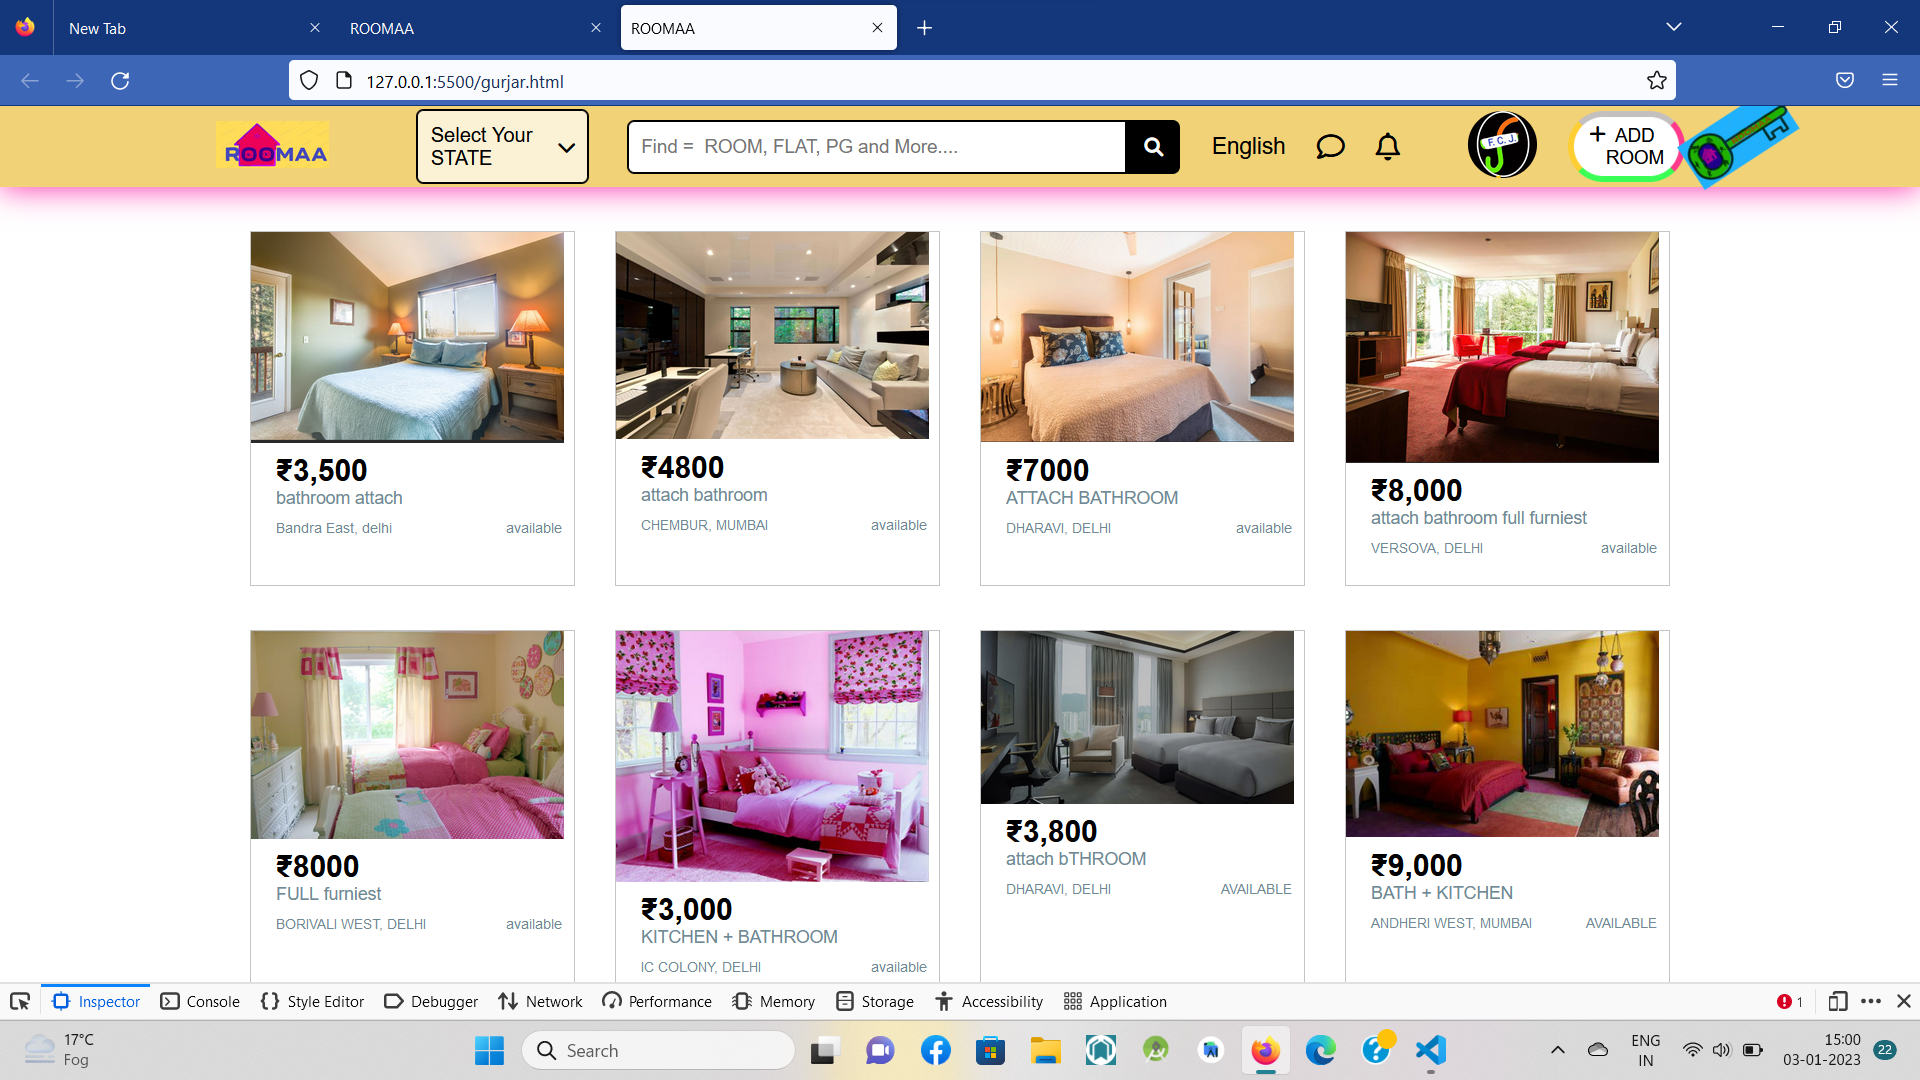 New Tab
ROOMAA
ROOMAA
127.0.0.1:5500/gurjar.html
ROOMAA
Select Your
STATE
Find = ROOM, FLAT, PG and More....
English
F.C.J.
+ ADD
ROOM
₹3,500
bathroom attach
Bandra East, delhi
available
₹4800
attach bathroom
CHEMBUR, MUMBAI
available
₹7000
ATTACH BATHROOM
DHARAVI, DELHI
available
₹8,000
attach bathroom full furniest
VERSOVA, DELHI
available
₹8000
FULL furniest
BORIVALI WEST, DELHI
available
₹3,000
KITCHEN + BATHROOM
IC COLONY, DELHI
available
₹3,800
attach bTHROOM
DHARAVI, DELHI
AVAILABLE
₹9,000
BATH + KITCHEN
ANDHERI WEST, MUMBAI
AVAILABLE
Inspector
Console
Style Editor
Debugger
Network
Performance
Memory
Storage
Accessibility
Application
1
17°C
Fog
Search
ENG
IN
15:00
03-01-2023
22